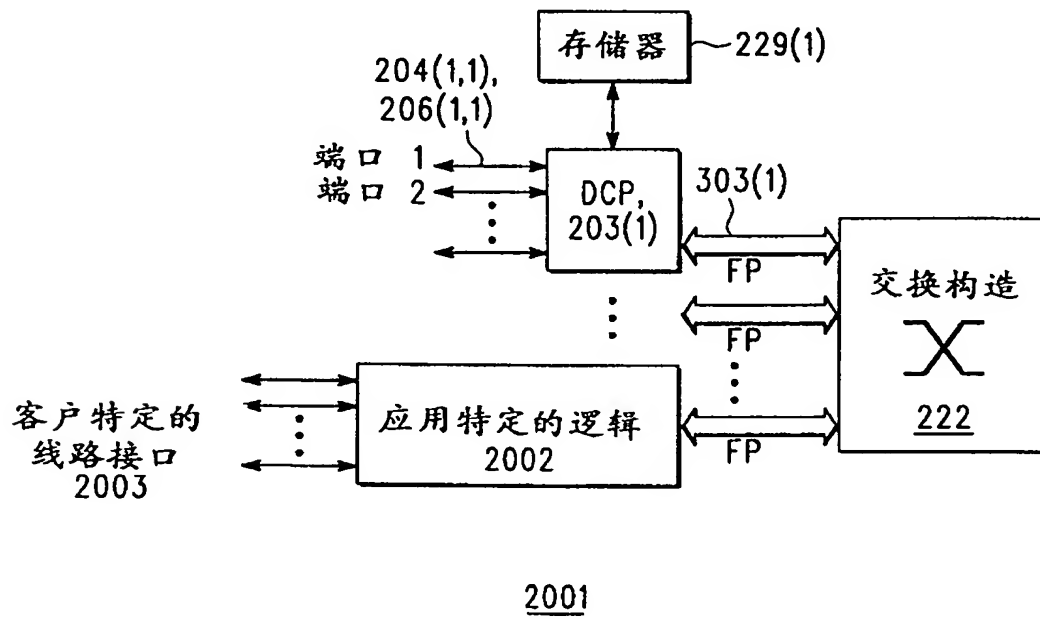 存储器
229(1)
204(1,1),
206(1,1)
端口 1
端口 2
DCP,
203(1)
303(1)
FP
FP
FP
交换构造
222
客户特定的
线路接口
2003
应用特定的逻辑
2002
2001